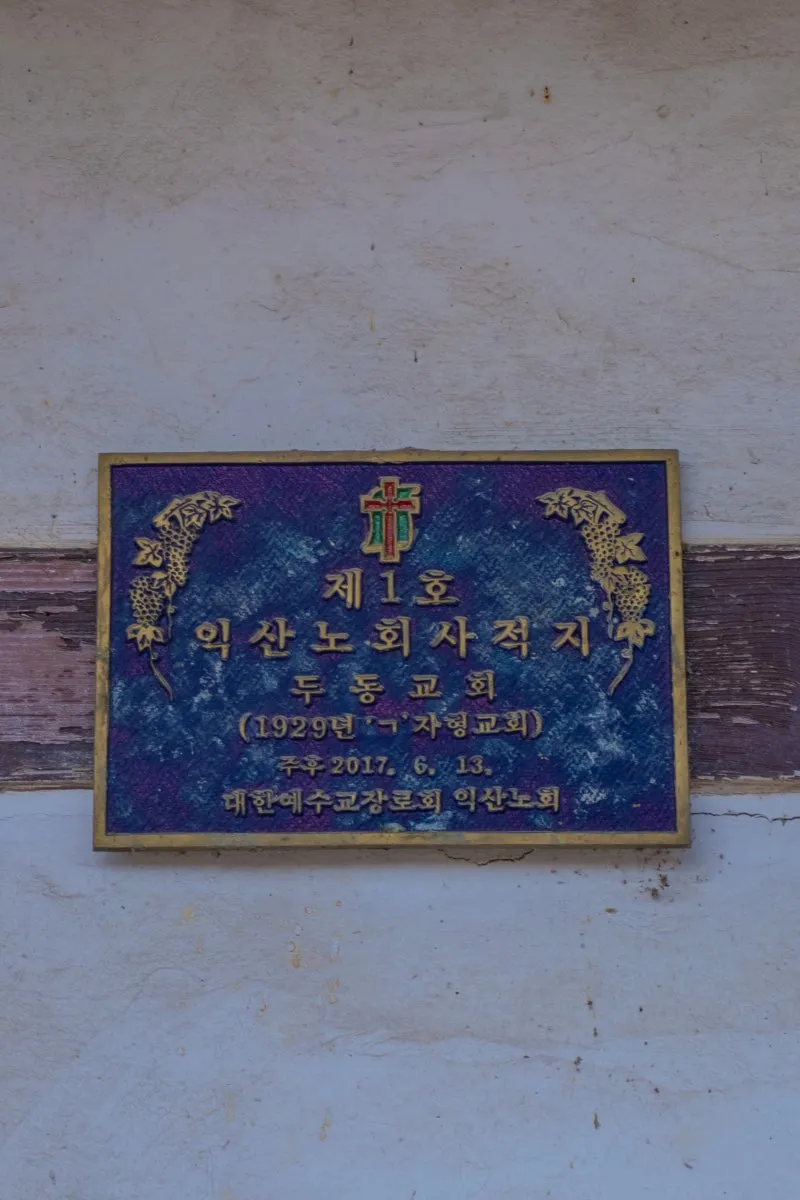 제1호
익산노회사적지
두동교회
(1929년 'ㄱ'자형교회)
주후 2017. 6. 13.
대한예수교장로회 익산노회